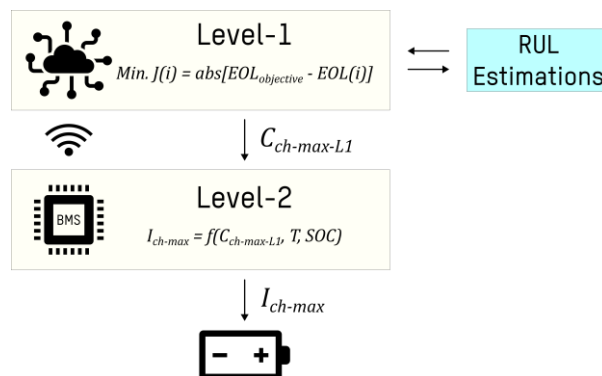 Level-1
Min. J(i) = abs[EOL_objective - EOL(i)]
RUL
Estimations
C_ch-max-L1
Level-2
BMS
I_ch-max = f(C_ch-max-L1, T, SOC)
I_ch-max
- +